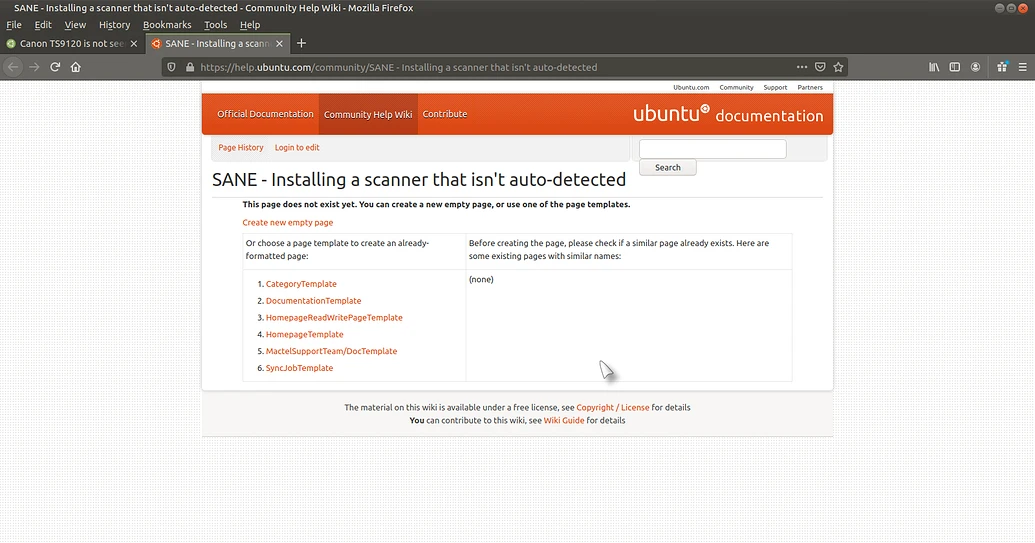 SANE - Installing a scanner that isn't auto-detected - Community Help Wiki - Mozilla Firefox
File Edit View History Bookmarks Tools Help
Canon TS9120 is not see
SANE - Installing a scann
https://help.ubuntu.com/community/SANE - Installing a scanner that isn't auto-detected
Ubuntu.com Community Support Partners
Official Documentation Community Help Wiki Contribute
ubuntu documentation
Page History Login to edit
Search
SANE - Installing a scanner that isn't auto-detected
This page does not exist yet. You can create a new empty page, or use one of the page templates.
Create new empty page
Or choose a page template to create an already-
formatted page:
Before creating the page, please check if a similar page already exists. Here are
some existing pages with similar names:
1. CategoryTemplate
2. DocumentationTemplate
3. HomepageReadWritePageTemplate
4. HomepageTemplate
5. MactelSupportTeam/DocTemplate
6. SyncJobTemplate
(none)
The material on this wiki is available under a free license, see Copyright / License for details
You can contribute to this wiki, see Wiki Guide for details